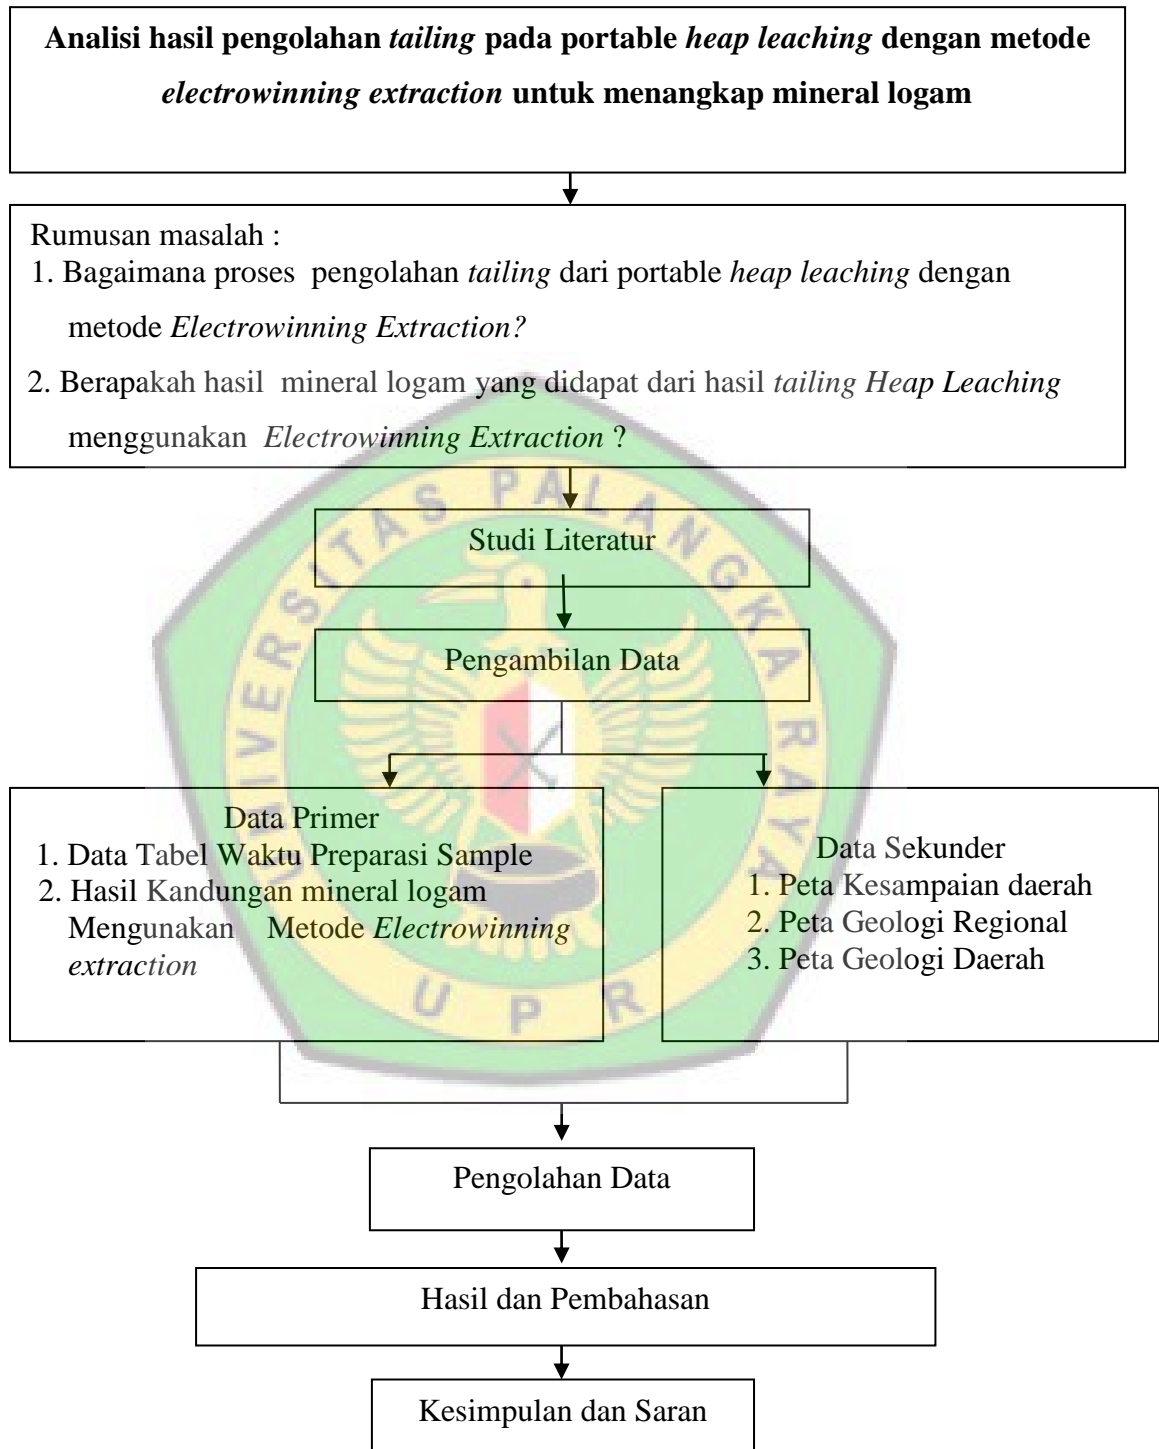 Analisi hasil pengolahan tailing pada portable heap leaching dengan metode
electrowinning extraction untuk menangkap mineral logam
Rumusan masalah :
1. Bagaimana proses pengolahan tailing dari portable heap leaching dengan
metode Electrowinning Extraction?
2. Berapakah hasil mineral logam yang didapat dari hasil tailing Heap Leaching
menggunakan Electrowinning Extraction ?
UNIVERSITAS PALANGKA RAYA
Studi Literatur
Pengambilan Data
Data Primer
1. Data Tabel Waktu Preparasi Sample
2. Hasil Kandungan mineral logam
Mengunakan Metode Electrowinning
extraction
Data Sekunder
1. Peta Kesampaian daerah
2. Peta Geologi Regional
3. Peta Geologi Daerah
U P R
Pengolahan Data
Hasil dan Pembahasan
Kesimpulan dan Saran